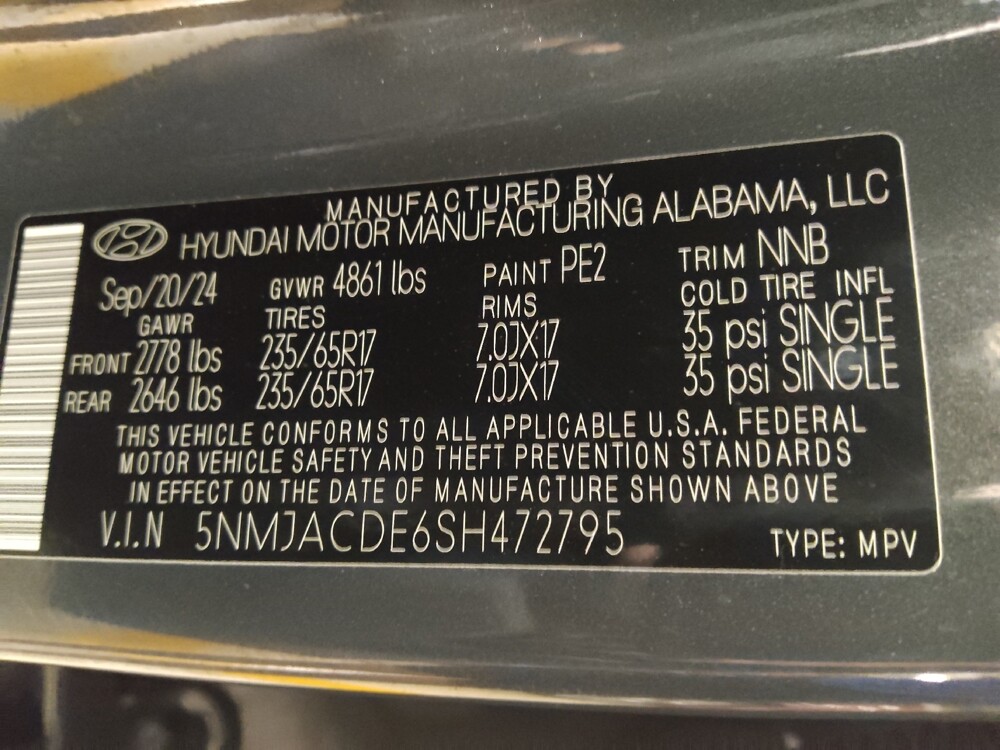 MANUFACTURED BY
HYUNDAI MOTOR MANUFACTURING ALABAMA, LLC
Sep/20/24 GVWR 4861 lbs PAINT PE2 TRIM NNB
GAWR TIRES RIMS COLD TIRE INFL
FRONT 2778 lbs 235/65R17 7.0JX17 35 psi SINGLE
REAR 2646 lbs 235/65R17 7.0JX17 35 psi SINGLE
THIS VEHICLE CONFORMS TO ALL APPLICABLE U.S.A. FEDERAL
MOTOR VEHICLE SAFETY AND THEFT PREVENTION STANDARDS
IN EFFECT ON THE DATE OF MANUFACTURE SHOWN ABOVE
V.I.N 5NMJACDE6SH472795 TYPE: MPV